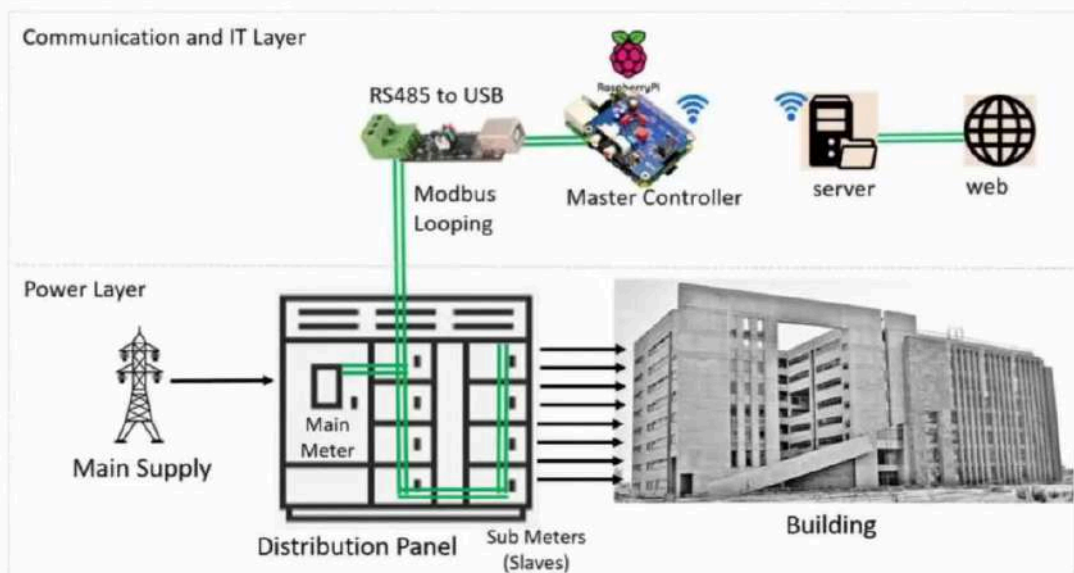 Communication and IT Layer
RaspberryPi
RS485 to USB
Modbus
Looping
Master Controller
server
web
Power Layer
Main Supply
Main
Meter
Distribution Panel
Sub Meters
(Slaves)
Building